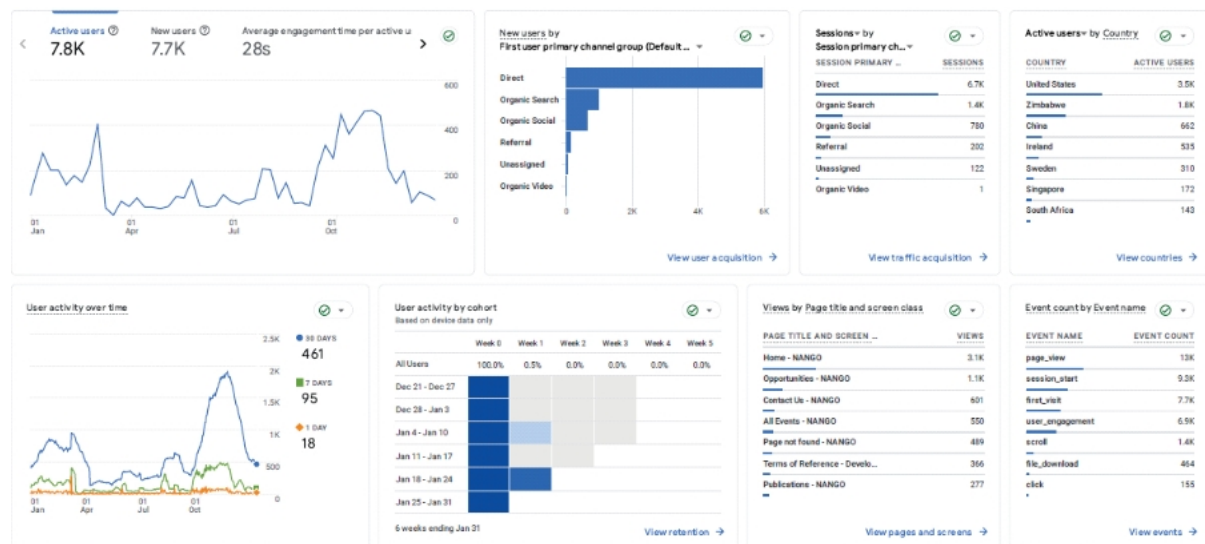 Active users
7.8K
New users
7.7K
Average engagement time per active u
28s
600
400
200
0
01 Jan
01 Apr
01 Jul
01 Oct
New users by
First user primary channel group (Default ...
Direct
Organic Search
Organic Social
Referral
Unassigned
Organic Video
0 2K 4K 6K
View user acquisition
Sessions by
Session primary ch...
SESSION PRIMARY ... SESSIONS
Direct 6.7K
Organic Search 1.4K
Organic Social 780
Referral 202
Unassigned 122
Organic Video 1
View traffic acquisition
Active users by Country
COUNTRY ACTIVE USERS
United States 3.5K
Zimbabwe 1.8K
China 662
Ireland 535
Sweden 310
Singapore 172
South Africa 143
View countries
User activity over time
2.5K
2K
1.5K
1K
500
0
01 Jan
01 Apr
01 Jul
01 Oct
30 DAYS
461
7 DAYS
95
1 DAY
18
User activity by cohort
Based on device data only
Week 0 Week 1 Week 2 Week 3 Week 4 Week 5
All Users 100.0% 0.5% 0.0% 0.0% 0.0% 0.0%
Dec 21 - Dec 27
Dec 28 - Jan 3
Jan 4 - Jan 10
Jan 11 - Jan 17
Jan 18 - Jan 24
Jan 25 - Jan 31
6 weeks ending Jan 31
View retention
Views by Page title and screen class
PAGE TITLE AND SCREEN ... VIEWS
Home - NANGO 3.1K
Opportunities - NANGO 1.1K
Contact Us - NANGO 601
All Events - NANGO 550
Page not found - NANGO 489
Terms of Reference - Develo... 366
Publications - NANGO 277
View pages and screens
Event count by Event name
EVENT NAME EVENT COUNT
page_view 13K
session_start 9.3K
first_visit 7.7K
user_engagement 6.9K
scroll 1.4K
file_download 464
click 155
View events